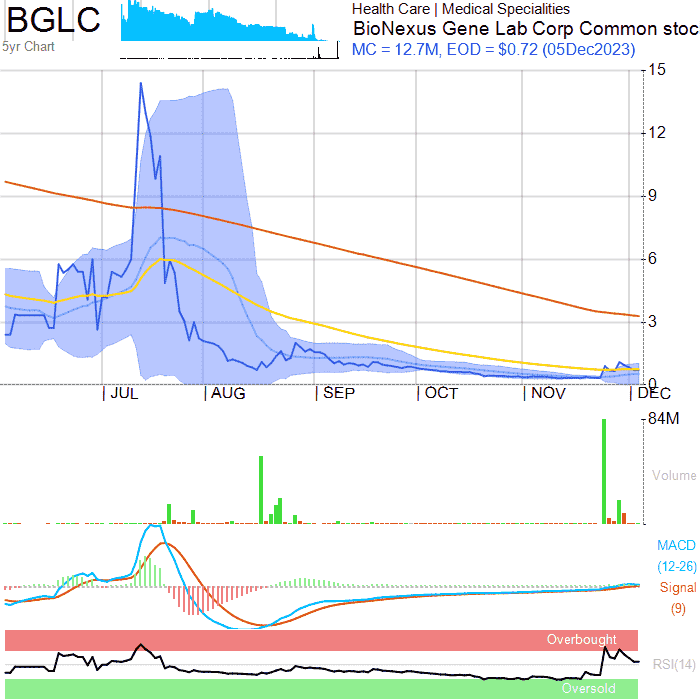 BGLC
5yr Chart
Health Care | Medical Specialities
BioNexus Gene Lab Corp Common stoc
MC = 12.7M, EOD = $0.72 (05Dec2023)
15
12
9
6
3
0
JUL
AUG
SEP
OCT
NOV
DEC
84M
Volume
MACD
(12-26)
Signal
(9)
Overbought
RSI(14)
Oversold